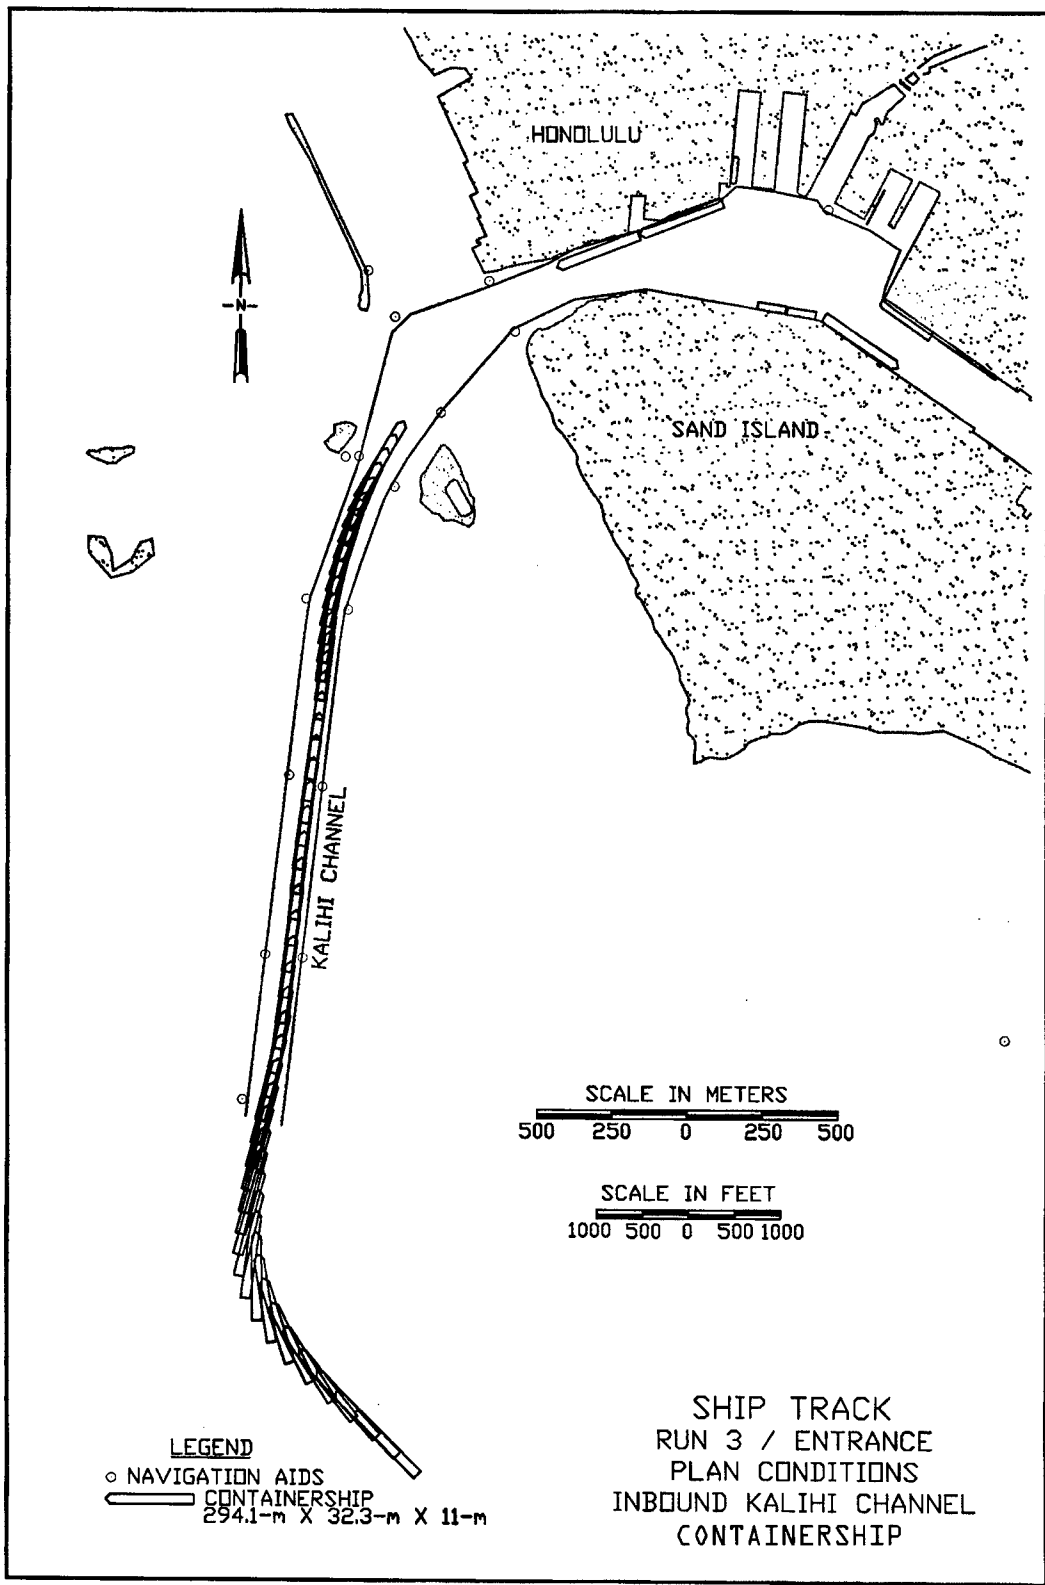 HONOLULU
-N-
SAND ISLAND
KALIHI CHANNEL
SCALE IN METERS
500 250 0 250 500
SCALE IN FEET
1000 500 0 500 1000
SHIP TRACK
RUN 3 / ENTRANCE
PLAN CONDITIONS
INBOUND KALIHI CHANNEL
CONTAINERSHIP
LEGEND
NAVIGATION AIDS
CONTAINERSHIP
294.1-m X 32.3-m X 11-m